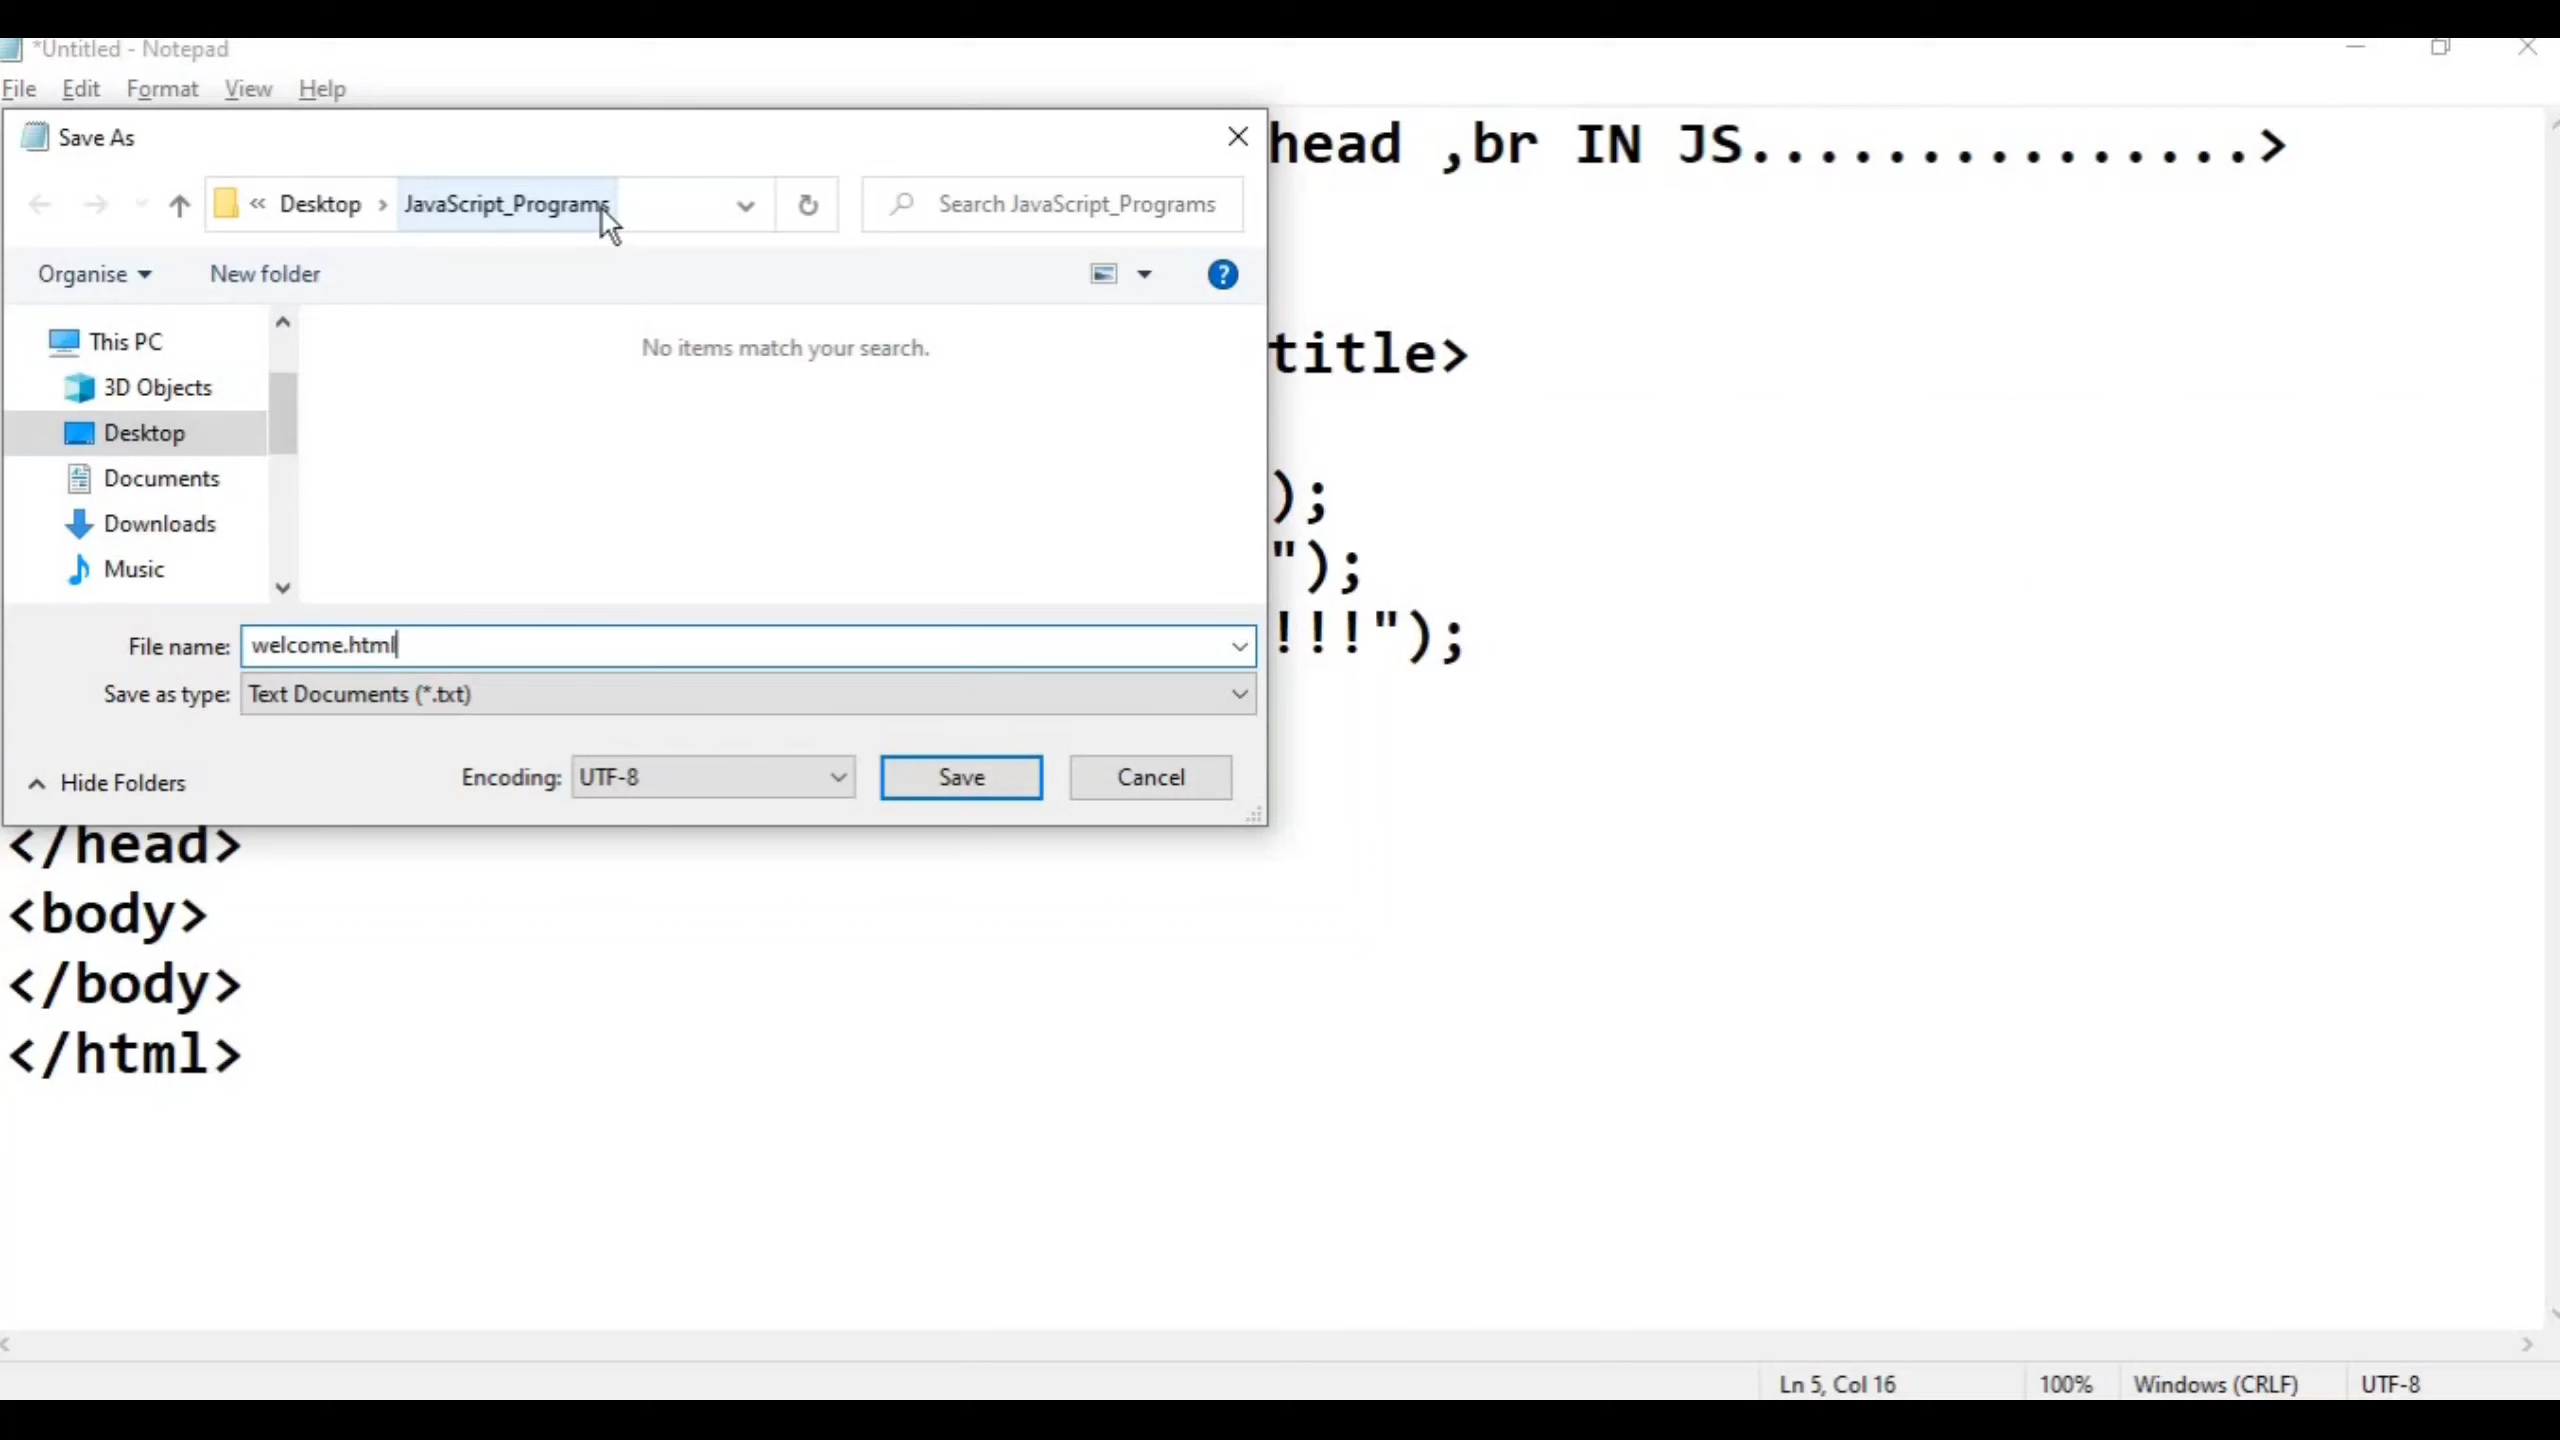 *Untitled - Notepad
File Edit Format View Help
Save As
head ,br IN JS...............>
« Desktop › JavaScript_Programs
Search JavaScript_Programs
Organise New folder
This PC
No items match your search.
title>
3D Objects
Desktop
Documents
);
Downloads
");
Music
File name: welcome.html
!!!");
Save as type: Text Documents (*.txt)
Hide Folders Encoding: UTF-8 Save Cancel
</head>
<body>
</body>
</html>
Ln 5, Col 16 100% Windows (CRLF) UTF-8